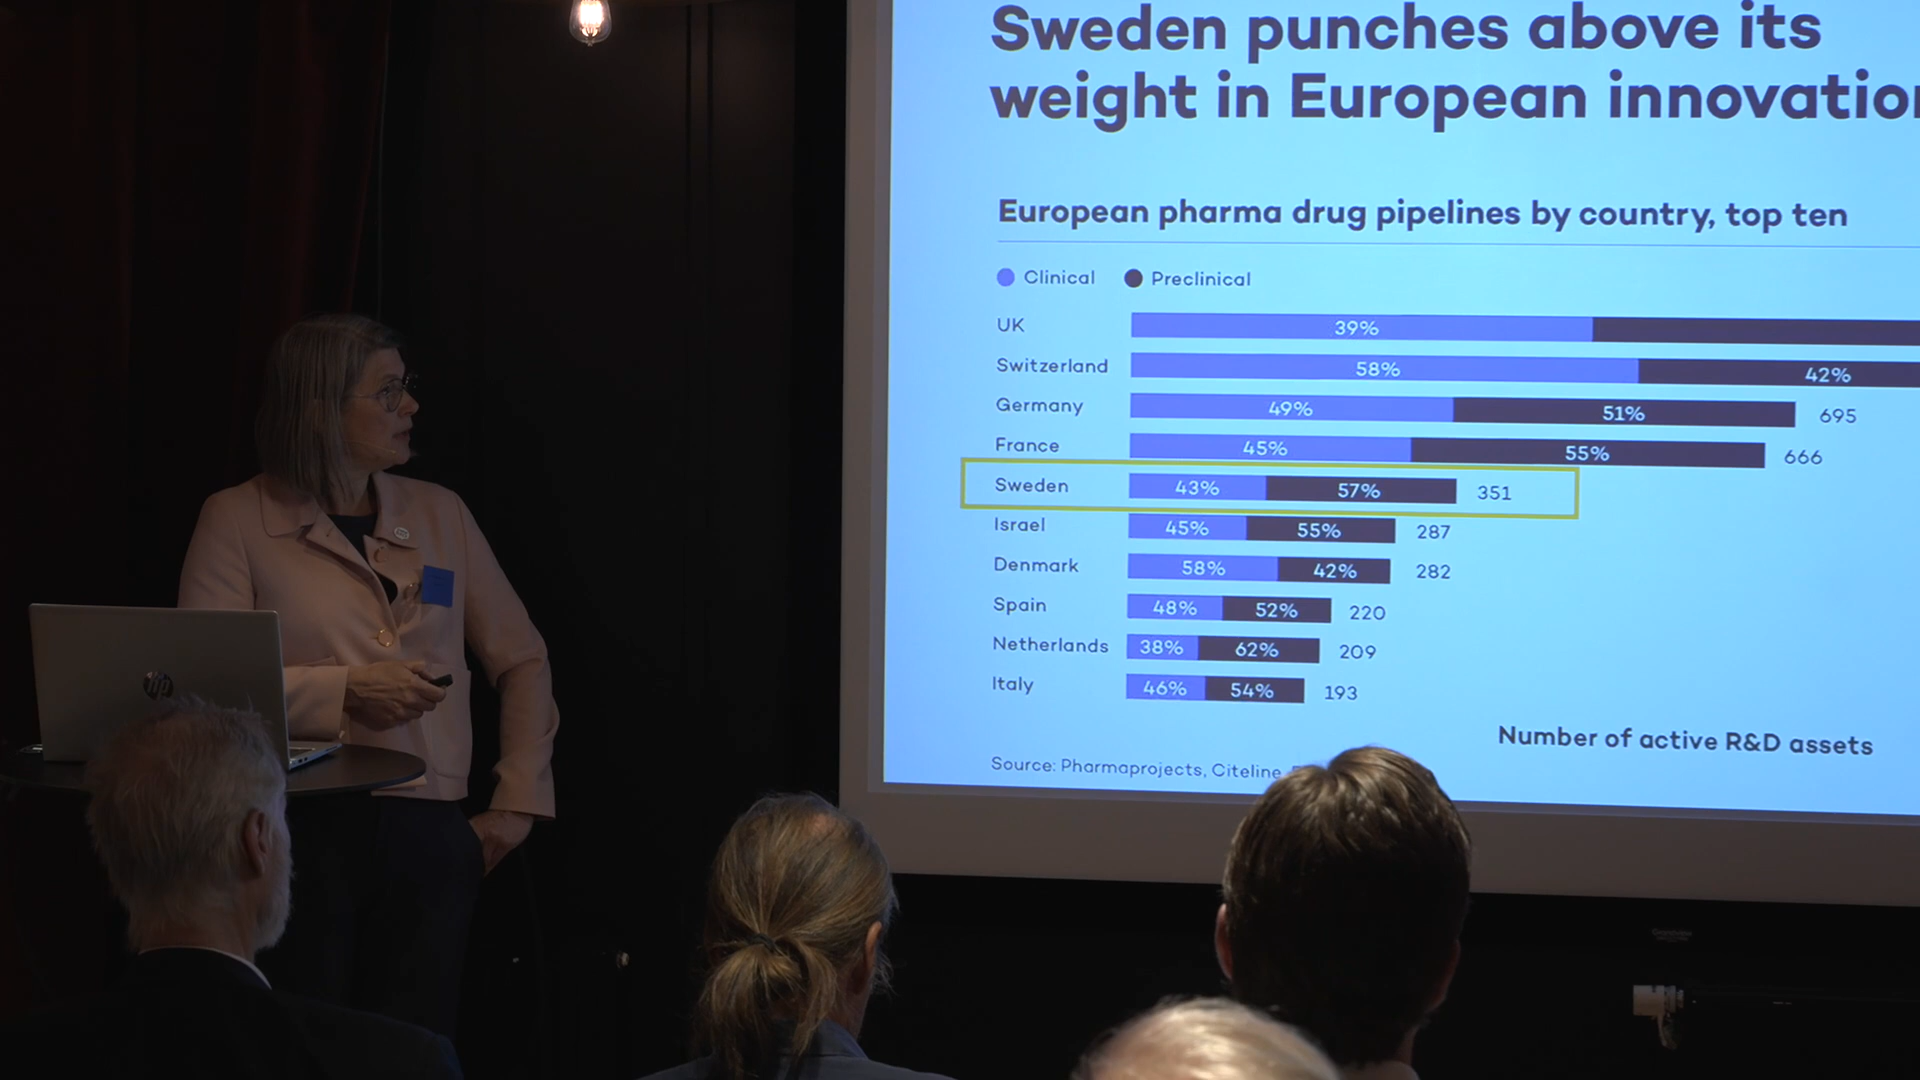 Sweden punches above its
weight in European innovation
European pharma drug pipelines by country, top ten
Clinical Preclinical
UK 39%
Switzerland 58% 42%
Germany 49% 51% 695
France 45% 55% 666
Sweden 43% 57% 351
Israel 45% 55% 287
Denmark 58% 42% 282
Spain 48% 52% 220
Netherlands 38% 62% 209
Italy 46% 54% 193
Number of active R&D assets
Source: Pharmaprojects, Citeline
hp